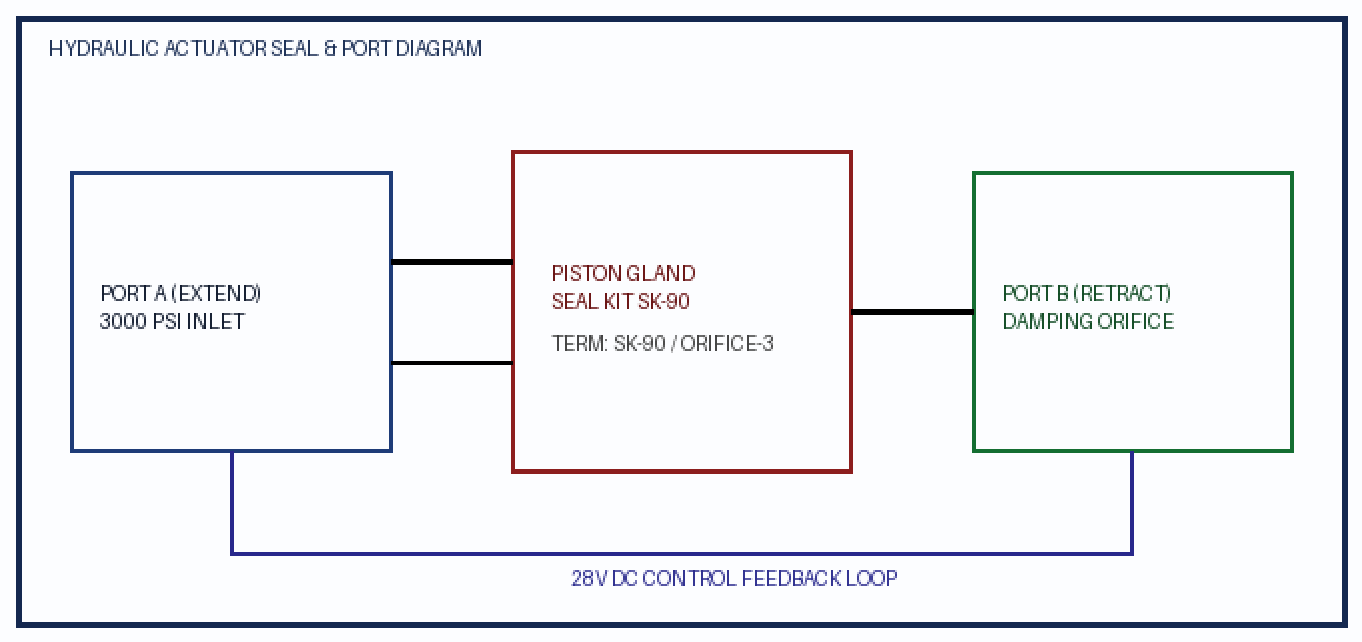 HYDRAULIC ACTUATOR SEAL & PORT DIAGRAM
PORT A (EXTEND)
3000 PSI INLET
PISTON GLAND
SEAL KIT SK-90
TERM: SK-90 / ORIFICE-3
PORT B (RETRACT)
DAMPING ORIFICE
28V DC CONTROL FEEDBACK LOOP